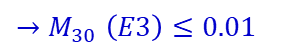 → M₃₀ (E3) ≤ 0.01